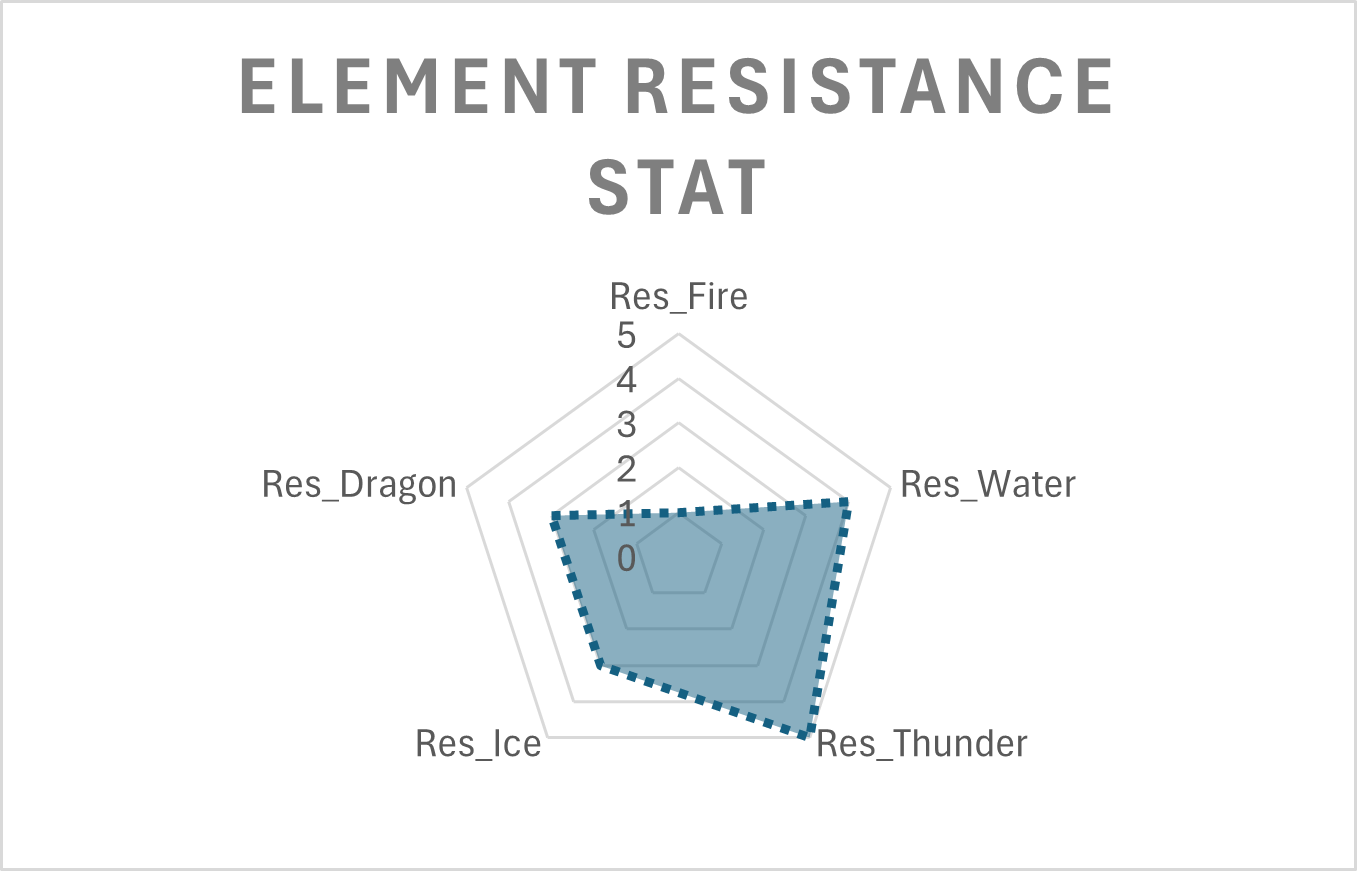 ELEMENT RESISTANCE
STAT
Res_Fire
5
4
3
2
1
0
Res_Dragon
Res_Water
Res_Ice
Res_Thunder